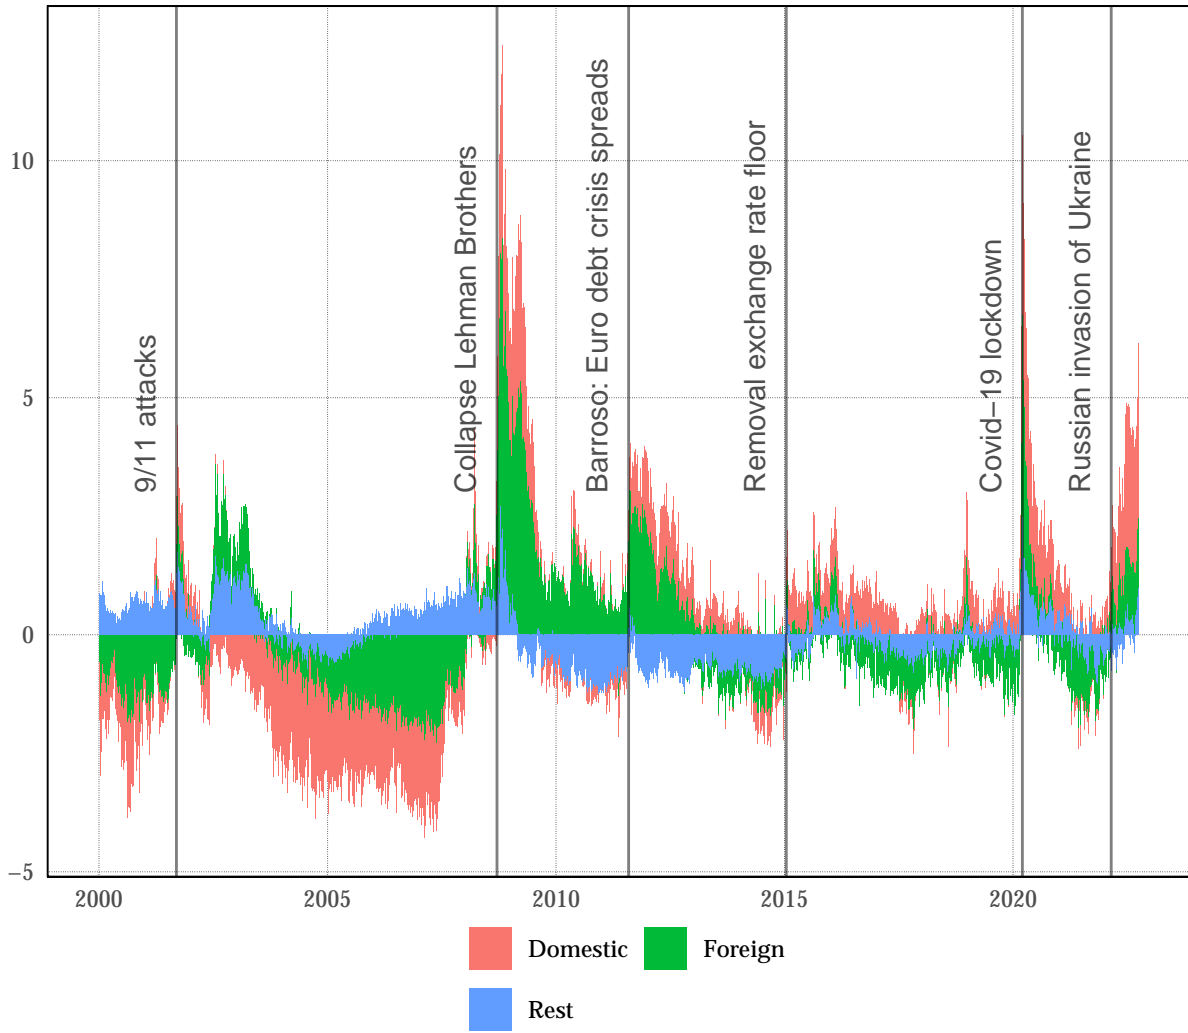 10
5
0
−5
9/11 attacks
Collapse Lehman Brothers
Barroso: Euro debt crisis spreads
Removal exchange rate floor
Covid−19 lockdown
Russian invasion of Ukraine
2000 2005 2010 2015 2020
Domestic Foreign
Rest